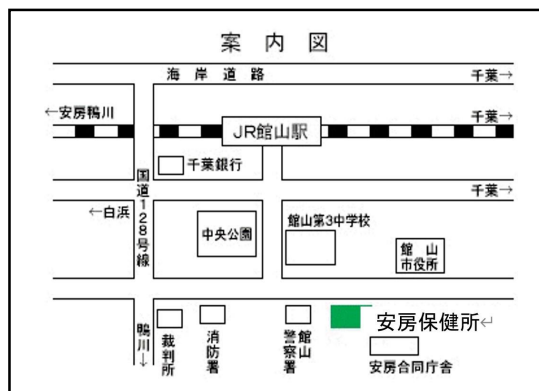 案内図
海岸道路
千葉→
←安房鴨川
千葉→
JR館山駅
千葉銀行
国道128号線
千葉→
←白浜
中央公園
館山第3中学校
館山
市役所
鴨川↓
裁判所
消防署
館山
警察署
安房保健所↵
安房合同庁舎